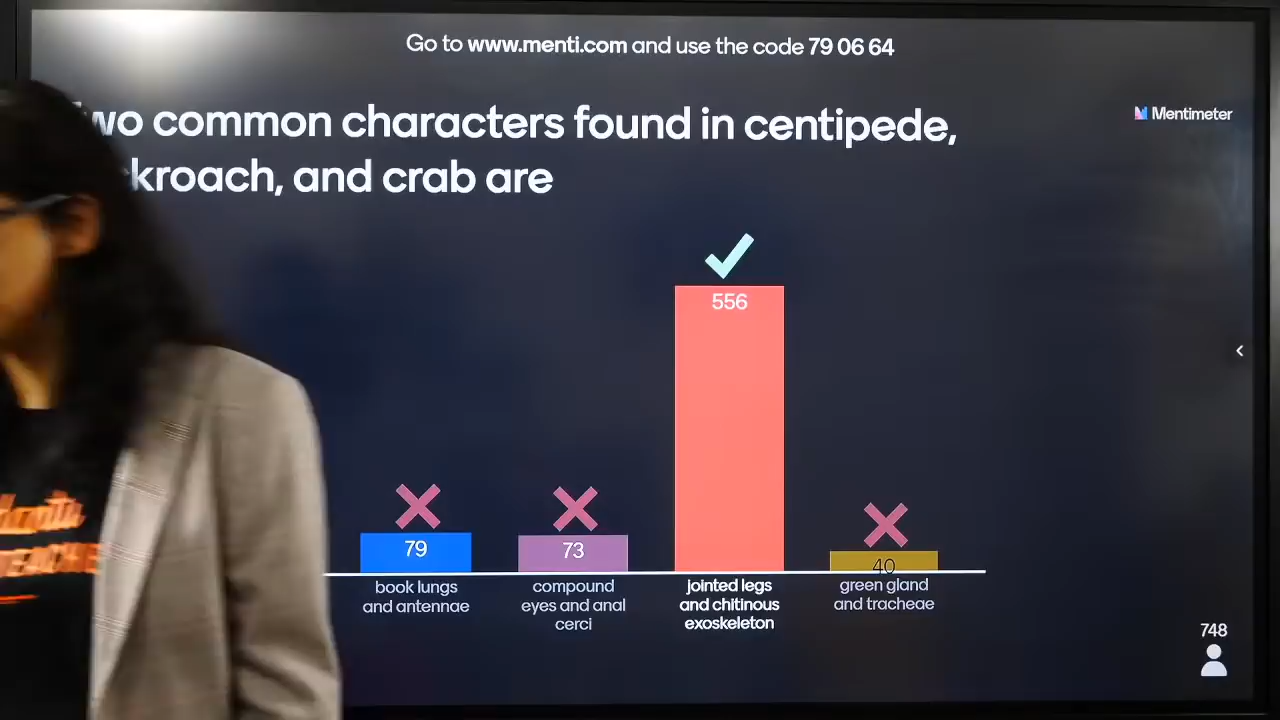 Go to www.menti.com and use the code 79 06 64
Mentimeter
wo common characters found in centipede,
kroach, and crab are
556
79
73
40
book lungs
and antennae
compound
eyes and anal
cerci
jointed legs
and chitinous
exoskeleton
green gland
and tracheae
748